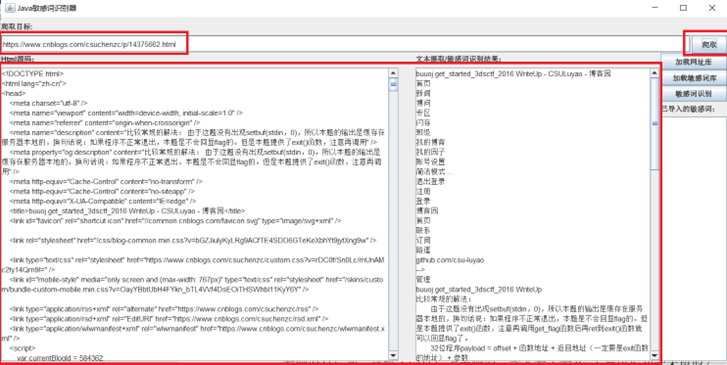 Java敏感词识别器
爬取目标:
https://www.cnblogs.com/csuchenzc/p/14375662.html
爬取
Html源码:
文本提取/敏感词识别结果:
加载网址库
加载敏感词库
敏感词识别
已导入的敏感词:
<!DOCTYPE html>
<html lang="zh-cn">
<head>
<meta charset="utf-8" />
<meta name="viewport" content="width=device-width, initial-scale=1.0" />
<meta name="referrer" content="origin-when-crossorigin" />
<meta name="description" content="比较常规的解法： 由于这题没有出现setbuf(stdin，0)，所以本题的输出是缓存在
服务器本地的，换句话说：如果程序不正常退出，本题是不会回显flag的，但是本题提供了exit()函数，注意再调用" />
<meta property="og:description" content="比较常规的解法： 由于这题没有出现setbuf(stdin，0)，所以本题的输出是
缓存在服务器本地的，换句话说：如果程序不正常退出，本题是不会回显flag的，但是本题提供了exit()函数，注意再调
用" />
<meta http-equiv="Cache-Control" content="no-transform" />
<meta http-equiv="Cache-Control" content="no-siteapp" />
<meta http-equiv="X-UA-Compatible" content="IE=edge" />
<title>buuoj get_started_3dsctf_2016 WriteUp - CSULuyao - 博客园</title>
<link id="favicon" rel="shortcut icon" href="//common.cnblogs.com/favicon.svg" type="image/svg+xml" />
<link rel="stylesheet" href="/css/blog-common.min.css?v=
<link type="text/css" rel="stylesheet" href="https://www.cnblogs.com/csuchenzc/custom.css?v=
<link id="mobile-style" media="only screen and (max-width: 767px)" type="text/css" rel="stylesheet" href="/skins/custo
m/bundle-custom-mobile.min.css?v=
<link type="application/rss+xml" rel="alternate" href="https://www.cnblogs.com/csuchenzc/rss" />
<link type="application/rsd+xml" rel="EditURI" href="https://www.cnblogs.com/csuchenzc/rsd.xml" />
<link type="application/wlwmanifest+xml" rel="wlwmanifest" href="https://www.cnblogs.com/csuchenzc/wlwmanifest.x
ml" />
<script>
var currentBlogId = 584362;
buuoj get_started_3dsctf_2016 WriteUp - CSULuyao - 博客园
首页
新闻
博问
专区
闪存
班级
我的博客
我的园子
账号设置
简洁模式 ...
退出登录
注册
登录
博客园
首页
联系
订阅
github.com/csu-luyao
-->
管理
buuoj get_started_3dsctf_2016 WriteUp
比较常规的解法：
由于这题没有出现setbuf(stdin，0)，所以本题的输出是缓存在服
务器本地的，换句话说：如果程序不正常退出，本题是不会回显flag的，但
是本题提供了exit()函数，注意再调用get_flag函数后再ret到exit()函数就
可以回显flag了。
32位程序payload = offset + 函数地址 + 返回地址（一定要是exit函数
的地址） + 参数